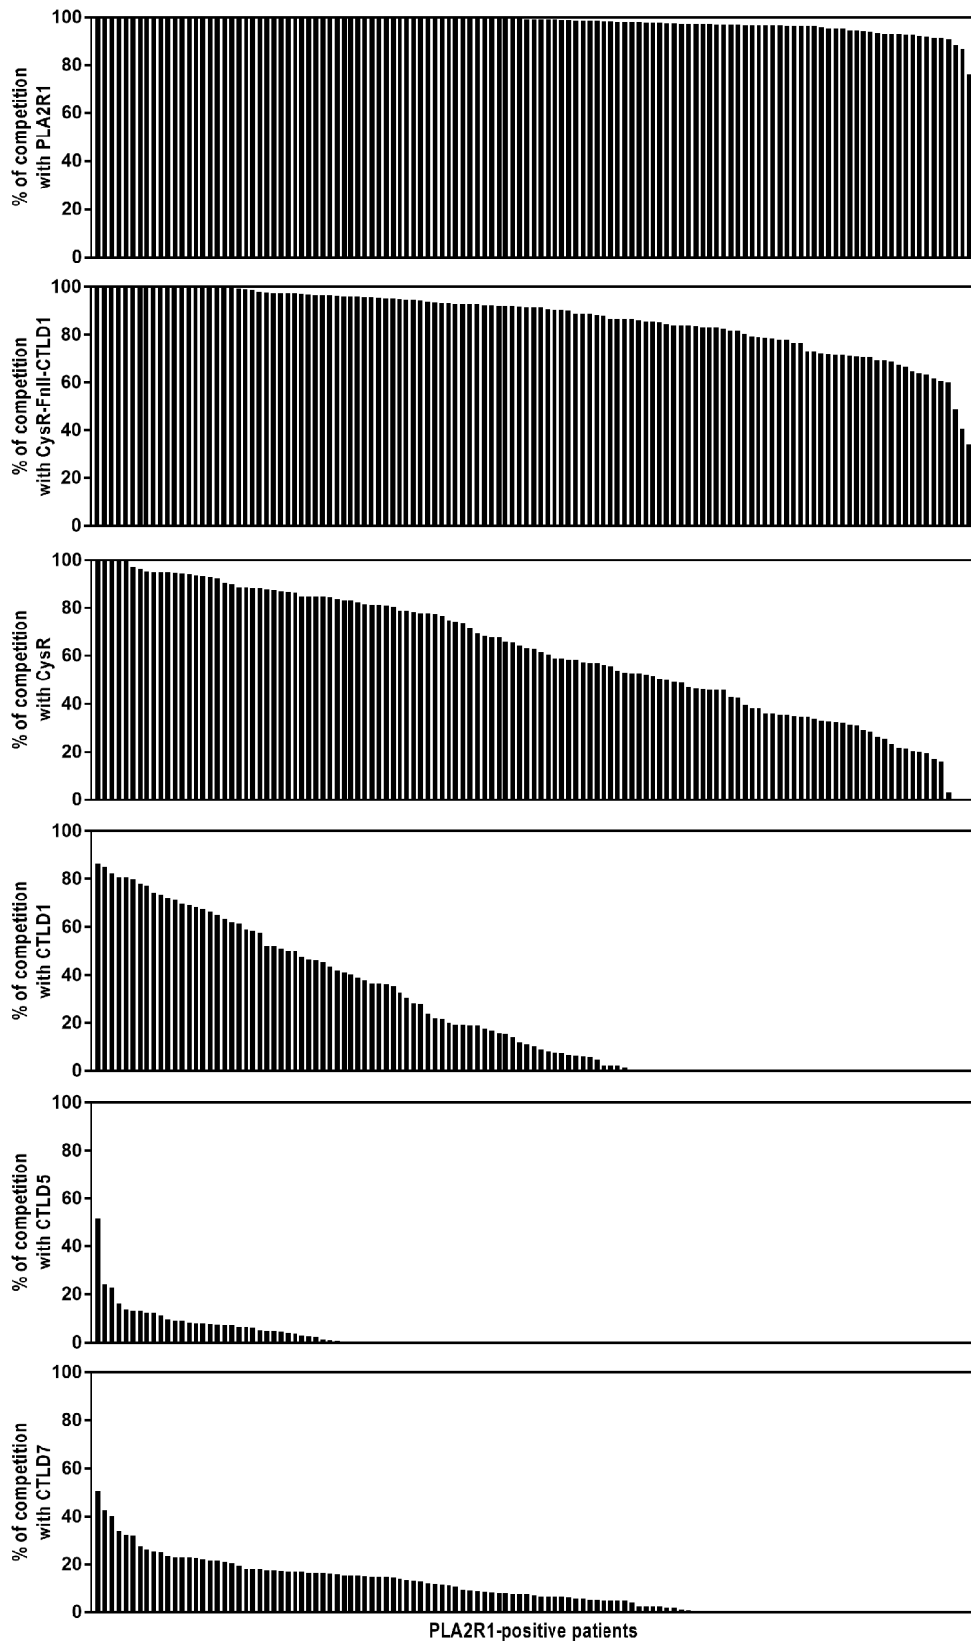 % of competition
with PLA2R1
100
80
60
40
20
0
% of competition
with CysR-FnII-CTLD1
100
80
60
40
20
0
% of competition
with CysR
100
80
60
40
20
0
% of competition
with CTLD1
100
80
60
40
20
0
% of competition
with CTLD5
100
80
60
40
20
0
% of competition
with CTLD7
100
80
60
40
20
0
PLA2R1-positive patients